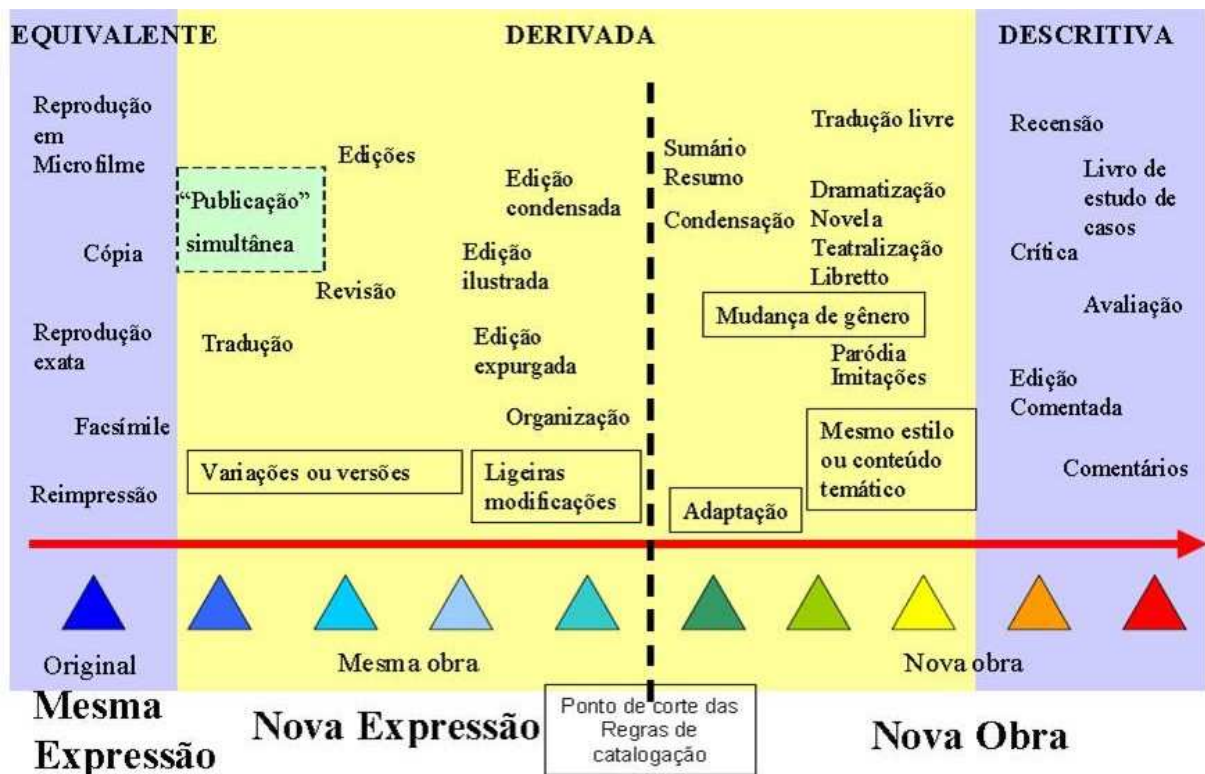 EQUIVALENTE
DERIVADA
DESCRITIVA
Reprodução
em
Microfilme
Cópia
Reprodução
exata
Facsímile
Reimpressão
“Publicação”
simultânea
Edições
Revisão
Tradução
Variações ou versões
Edição
condensada
Edição
ilustrada
Edição
expurgada
Organização
Ligeiras
modificações
Sumário
Resumo
Condensação
Tradução livre
Dramatização
Novela
Teatralização
Libretto
Mudança de gênero
Paródia
Imitações
Mesmo estilo
ou conteúdo
temático
Adaptação
Recensão
Livro de
estudo de
casos
Crítica
Avaliação
Edição
Comentada
Comentários
Original
Mesma obra
Nova obra
Mesma
Expressão
Nova Expressão
Ponto de corte das
Regras de
catalogação
Nova Obra